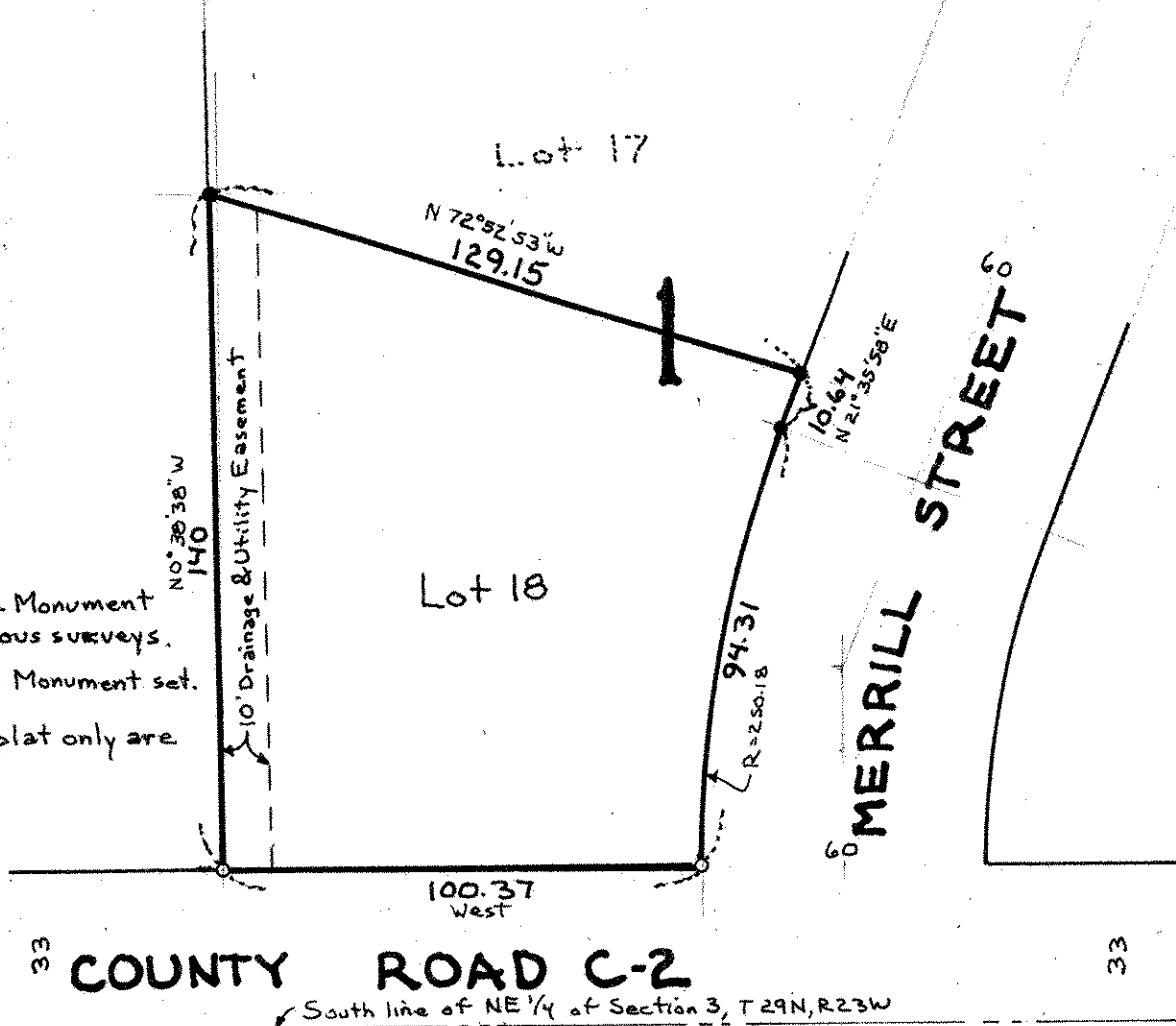 Lot 17
N 72°52'53"W
129.15
1
60
10.64
N 21°35'58"E
MERRILL STREET
N0°38'38"W
140
10' Drainage & Utility Easement
Lot 18
94.31
R=250.18
Monument
ous surveys.
Monument set.
plat only are
60
100.37
West
33
COUNTY ROAD C-2
33
South line of NE 1/4 of Section 3, T29N, R23W